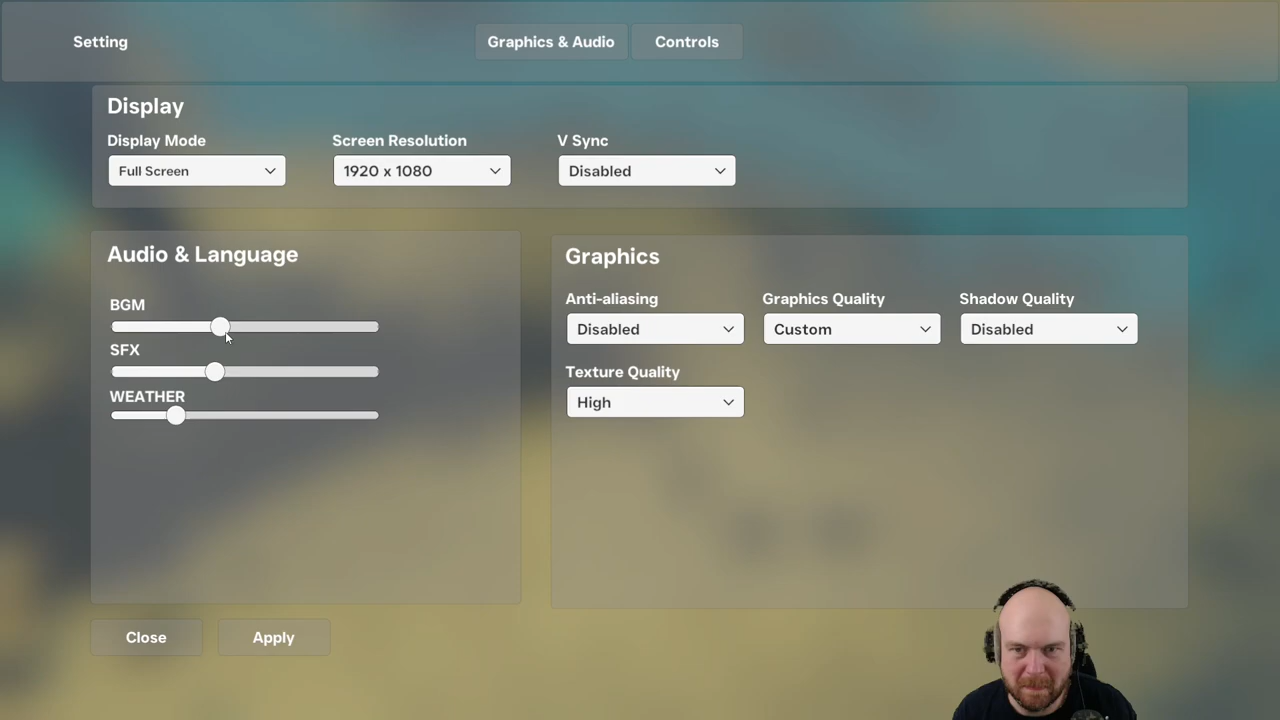 Setting
Graphics & Audio
Controls
Display
Display Mode
Screen Resolution
V Sync
Full Screen
1920 x 1080
Disabled
Audio & Language
BGM
SFX
WEATHER
Graphics
Anti-aliasing
Graphics Quality
Shadow Quality
Disabled
Custom
Disabled
Texture Quality
High
Close
Apply